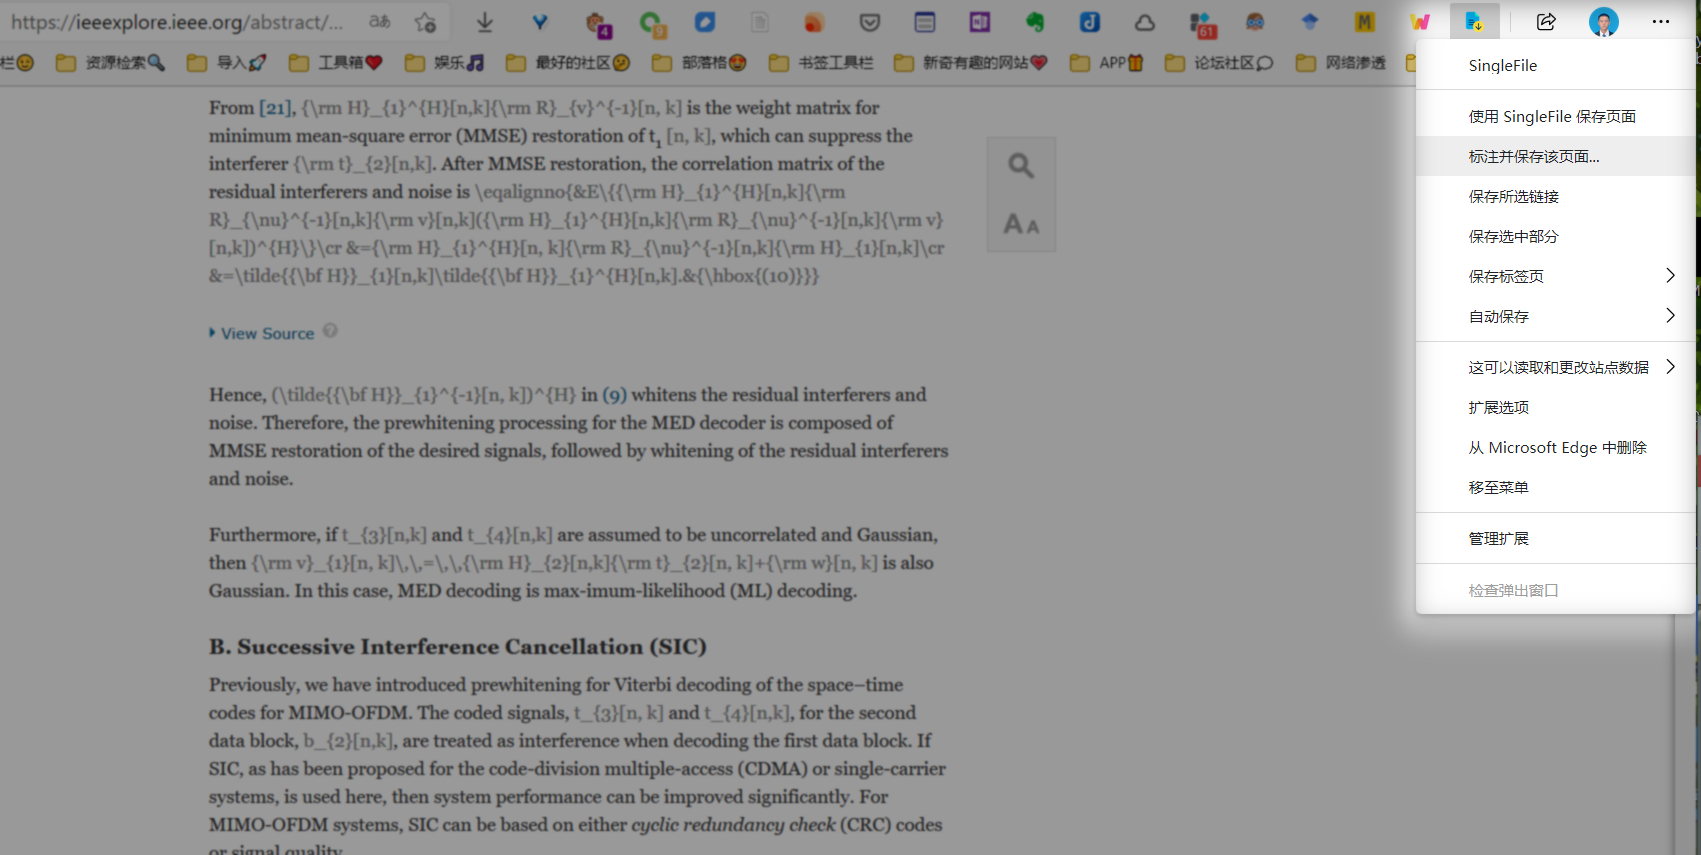 https://ieeexplore.ieee.org/abstract/...
aあ
4
9
61
栏
资源检索
导入
工具箱
娱乐
最好的社区
部落格
书签工具栏
新奇有趣的网站
APP
论坛社区
网络渗透
From [21], {\rm H}_{1}^{H}[n,k]{\rm R}_{v}^{-1}[n, k] is the weight matrix for
minimum mean-square error (MMSE) restoration of t1 [n, k], which can suppress the
interferer {\rm t}_{2}[n,k]. After MMSE restoration, the correlation matrix of the
residual interferers and noise is \eqalignno{&E\{{\rm H}_{1}^{H}[n,k]{\rm
R}_{\nu}^{-1}[n,k]{\rm v}[n,k]({\rm H}_{1}^{H}[n,k]{\rm R}_{\nu}^{-1}[n,k]{\rm v}
[n,k])^{H}\}\cr &={\rm H}_{1}^{H}[n, k]{\rm R}_{\nu}^{-1}[n,k]{\rm H}_{1}[n,k]\cr
&=\tilde{{\bf H}}_{1}[n,k]\tilde{{\bf H}}_{1}^{H}[n,k].&{\hbox{(10)}}}
View Source
Hence, (\tilde{{\bf H}}_{1}^{-1}[n, k])^{H} in (9) whitens the residual interferers and
noise. Therefore, the prewhitening processing for the MED decoder is composed of
MMSE restoration of the desired signals, followed by whitening of the residual interferers
and noise.
Furthermore, if t_{3}[n,k] and t_{4}[n,k] are assumed to be uncorrelated and Gaussian,
then {\rm v}_{1}[n, k]\,\,=\,\,{\rm H}_{2}[n,k]{\rm t}_{2}[n, k]+{\rm w}[n, k] is also
Gaussian. In this case, MED decoding is max-imum-likelihood (ML) decoding.
B. Successive Interference Cancellation (SIC)
Previously, we have introduced prewhitening for Viterbi decoding of the space–time
codes for MIMO-OFDM. The coded signals, t_{3}[n, k] and t_{4}[n,k], for the second
data block, b_{2}[n,k], are treated as interference when decoding the first data block. If
SIC, as has been proposed for the code-division multiple-access (CDMA) or single-carrier
systems, is used here, then system performance can be improved significantly. For
MIMO-OFDM systems, SIC can be based on either cyclic redundancy check (CRC) codes
or signal quality
AA
SingleFile
使用 SingleFile 保存页面
标注并保存该页面...
保存所选链接
保存选中部分
保存标签页
自动保存
这可以读取和更改站点数据
扩展选项
从 Microsoft Edge 中删除
移至菜单
管理扩展
检查弹出窗口